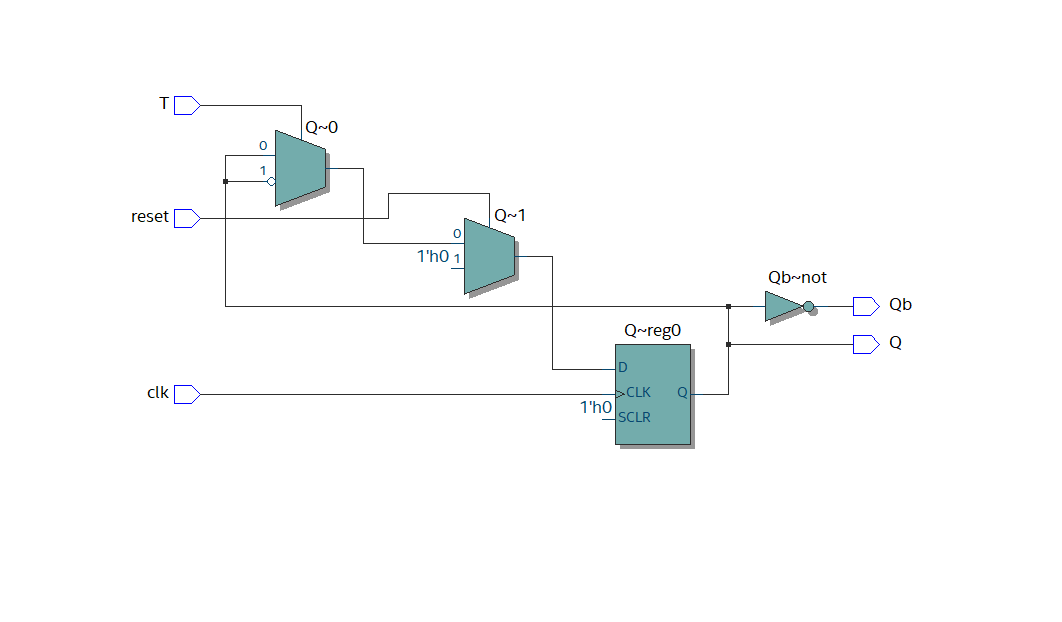 T
Q~0
0
1
reset
Q~1
0
1'h0
1
Qb~not
Qb
Q~reg0
Q
D
clk
CLK
Q
1'h0
SCLR